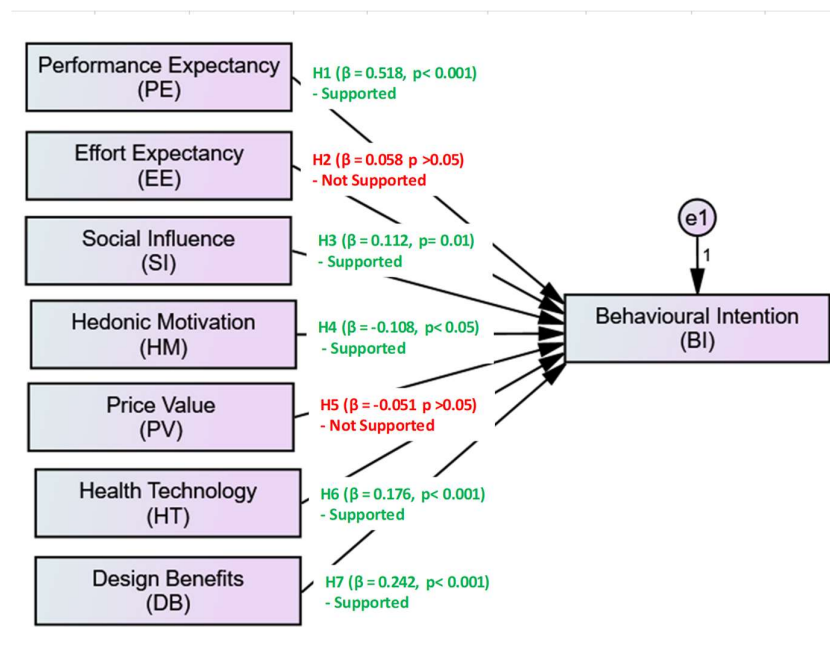 Performance Expectancy
(PE)
H1 (β = 0.518, p< 0.001)
- Supported
Effort Expectancy
(EE)
H2 (β = 0.058 p >0.05)
- Not Supported
Social Influence
(SI)
H3 (β = 0.112, p= 0.01)
- Supported
e1
1
Hedonic Motivation
(HM)
H4 (β = -0.108, p< 0.05)
- Supported
Behavioural Intention
(BI)
Price Value
(PV)
H5 (β = -0.051 p >0.05)
- Not Supported
Health Technology
(HT)
H6 (β = 0.176, p< 0.001)
- Supported
Design Benefits
(DB)
H7 (β = 0.242, p< 0.001)
- Supported